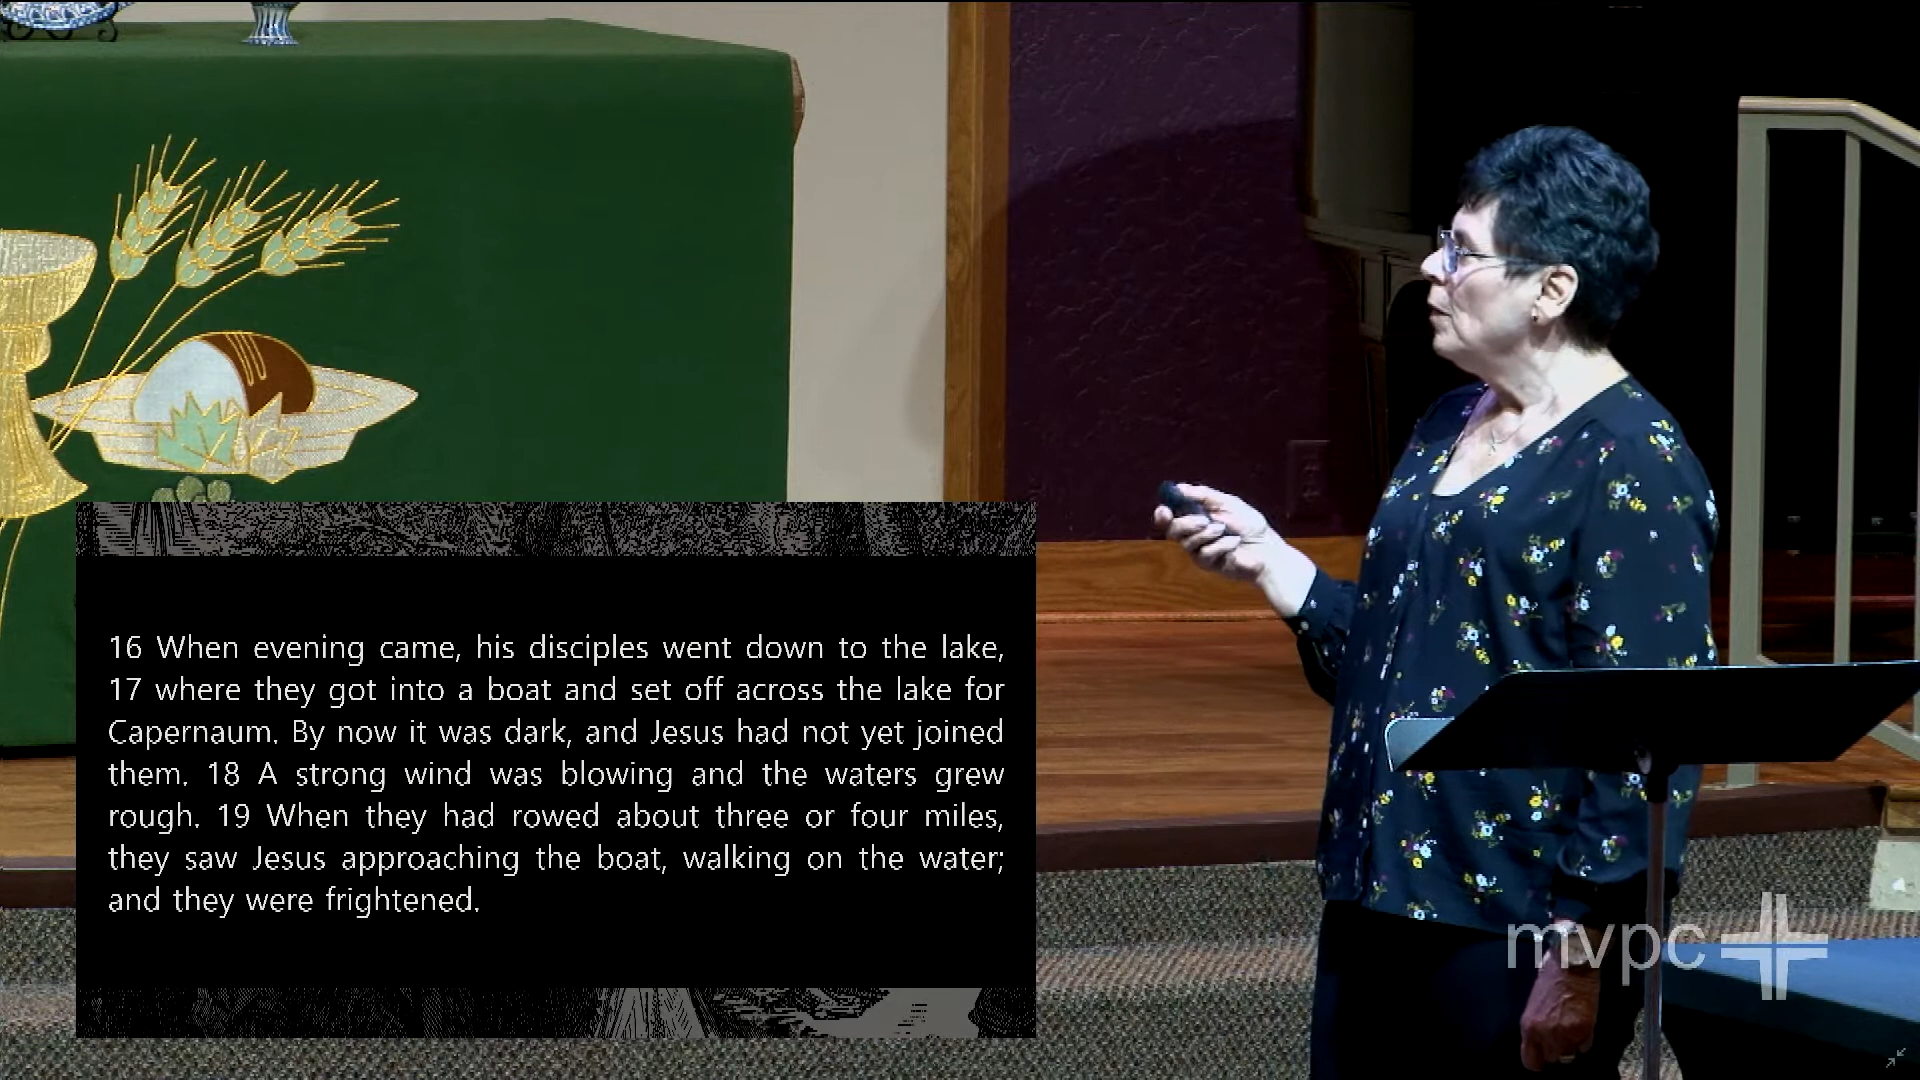 16 When evening came, his disciples went down to the lake,
17 where they got into a boat and set off across the lake for
Capernaum. By now it was dark, and Jesus had not yet joined
them. 18 A strong wind was blowing and the waters grew
rough. 19 When they had rowed about three or four miles,
they saw Jesus approaching the boat, walking on the water;
and they were frightened.
mvpc